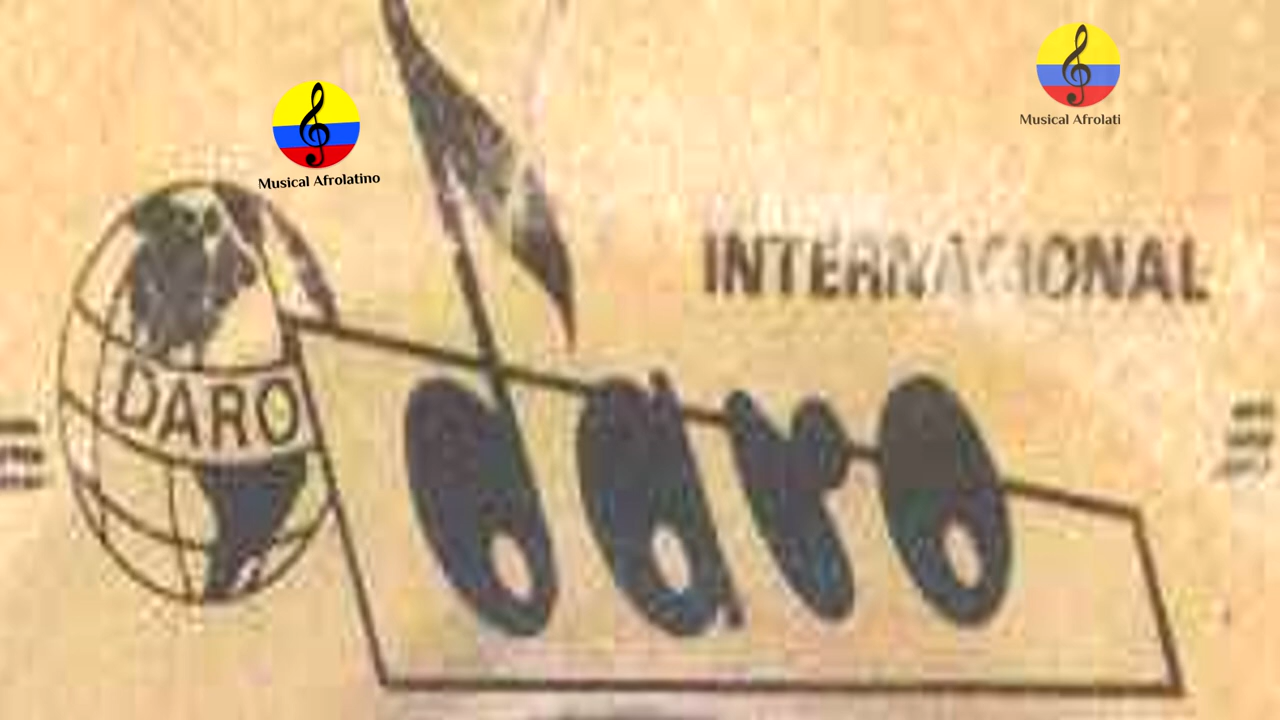 Musical Afrolati
Musical Afrolatino
INTERNACIONAL
DARO
daro